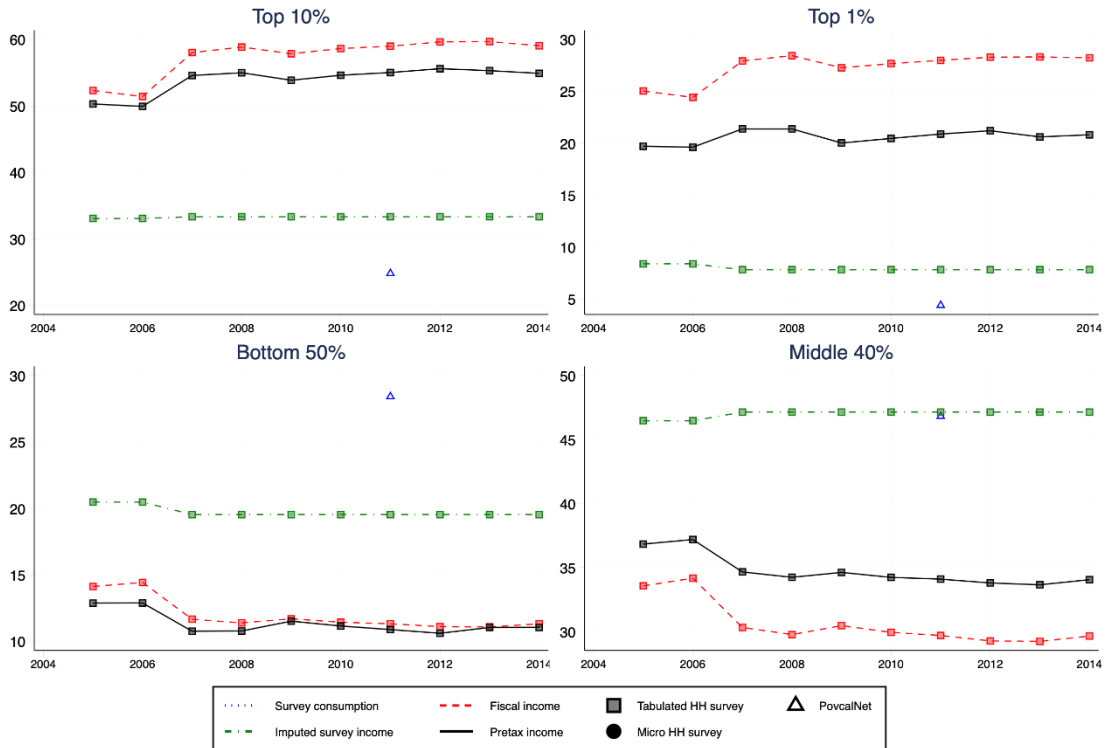 Top 10% Top 1%
60 30
50 25
40 20
15
30 10
20 5
2004 2006 2008 2010 2012 2014 2004 2006 2008 2010 2012 2014
Bottom 50% Middle 40%
30 50
25 45
20 40
15 35
10 30
2004 2006 2008 2010 2012 2014 2004 2006 2008 2010 2012 2014
Survey consumption Fiscal income Tabulated HH survey PovcalNet
Imputed survey income Pretax income Micro HH survey